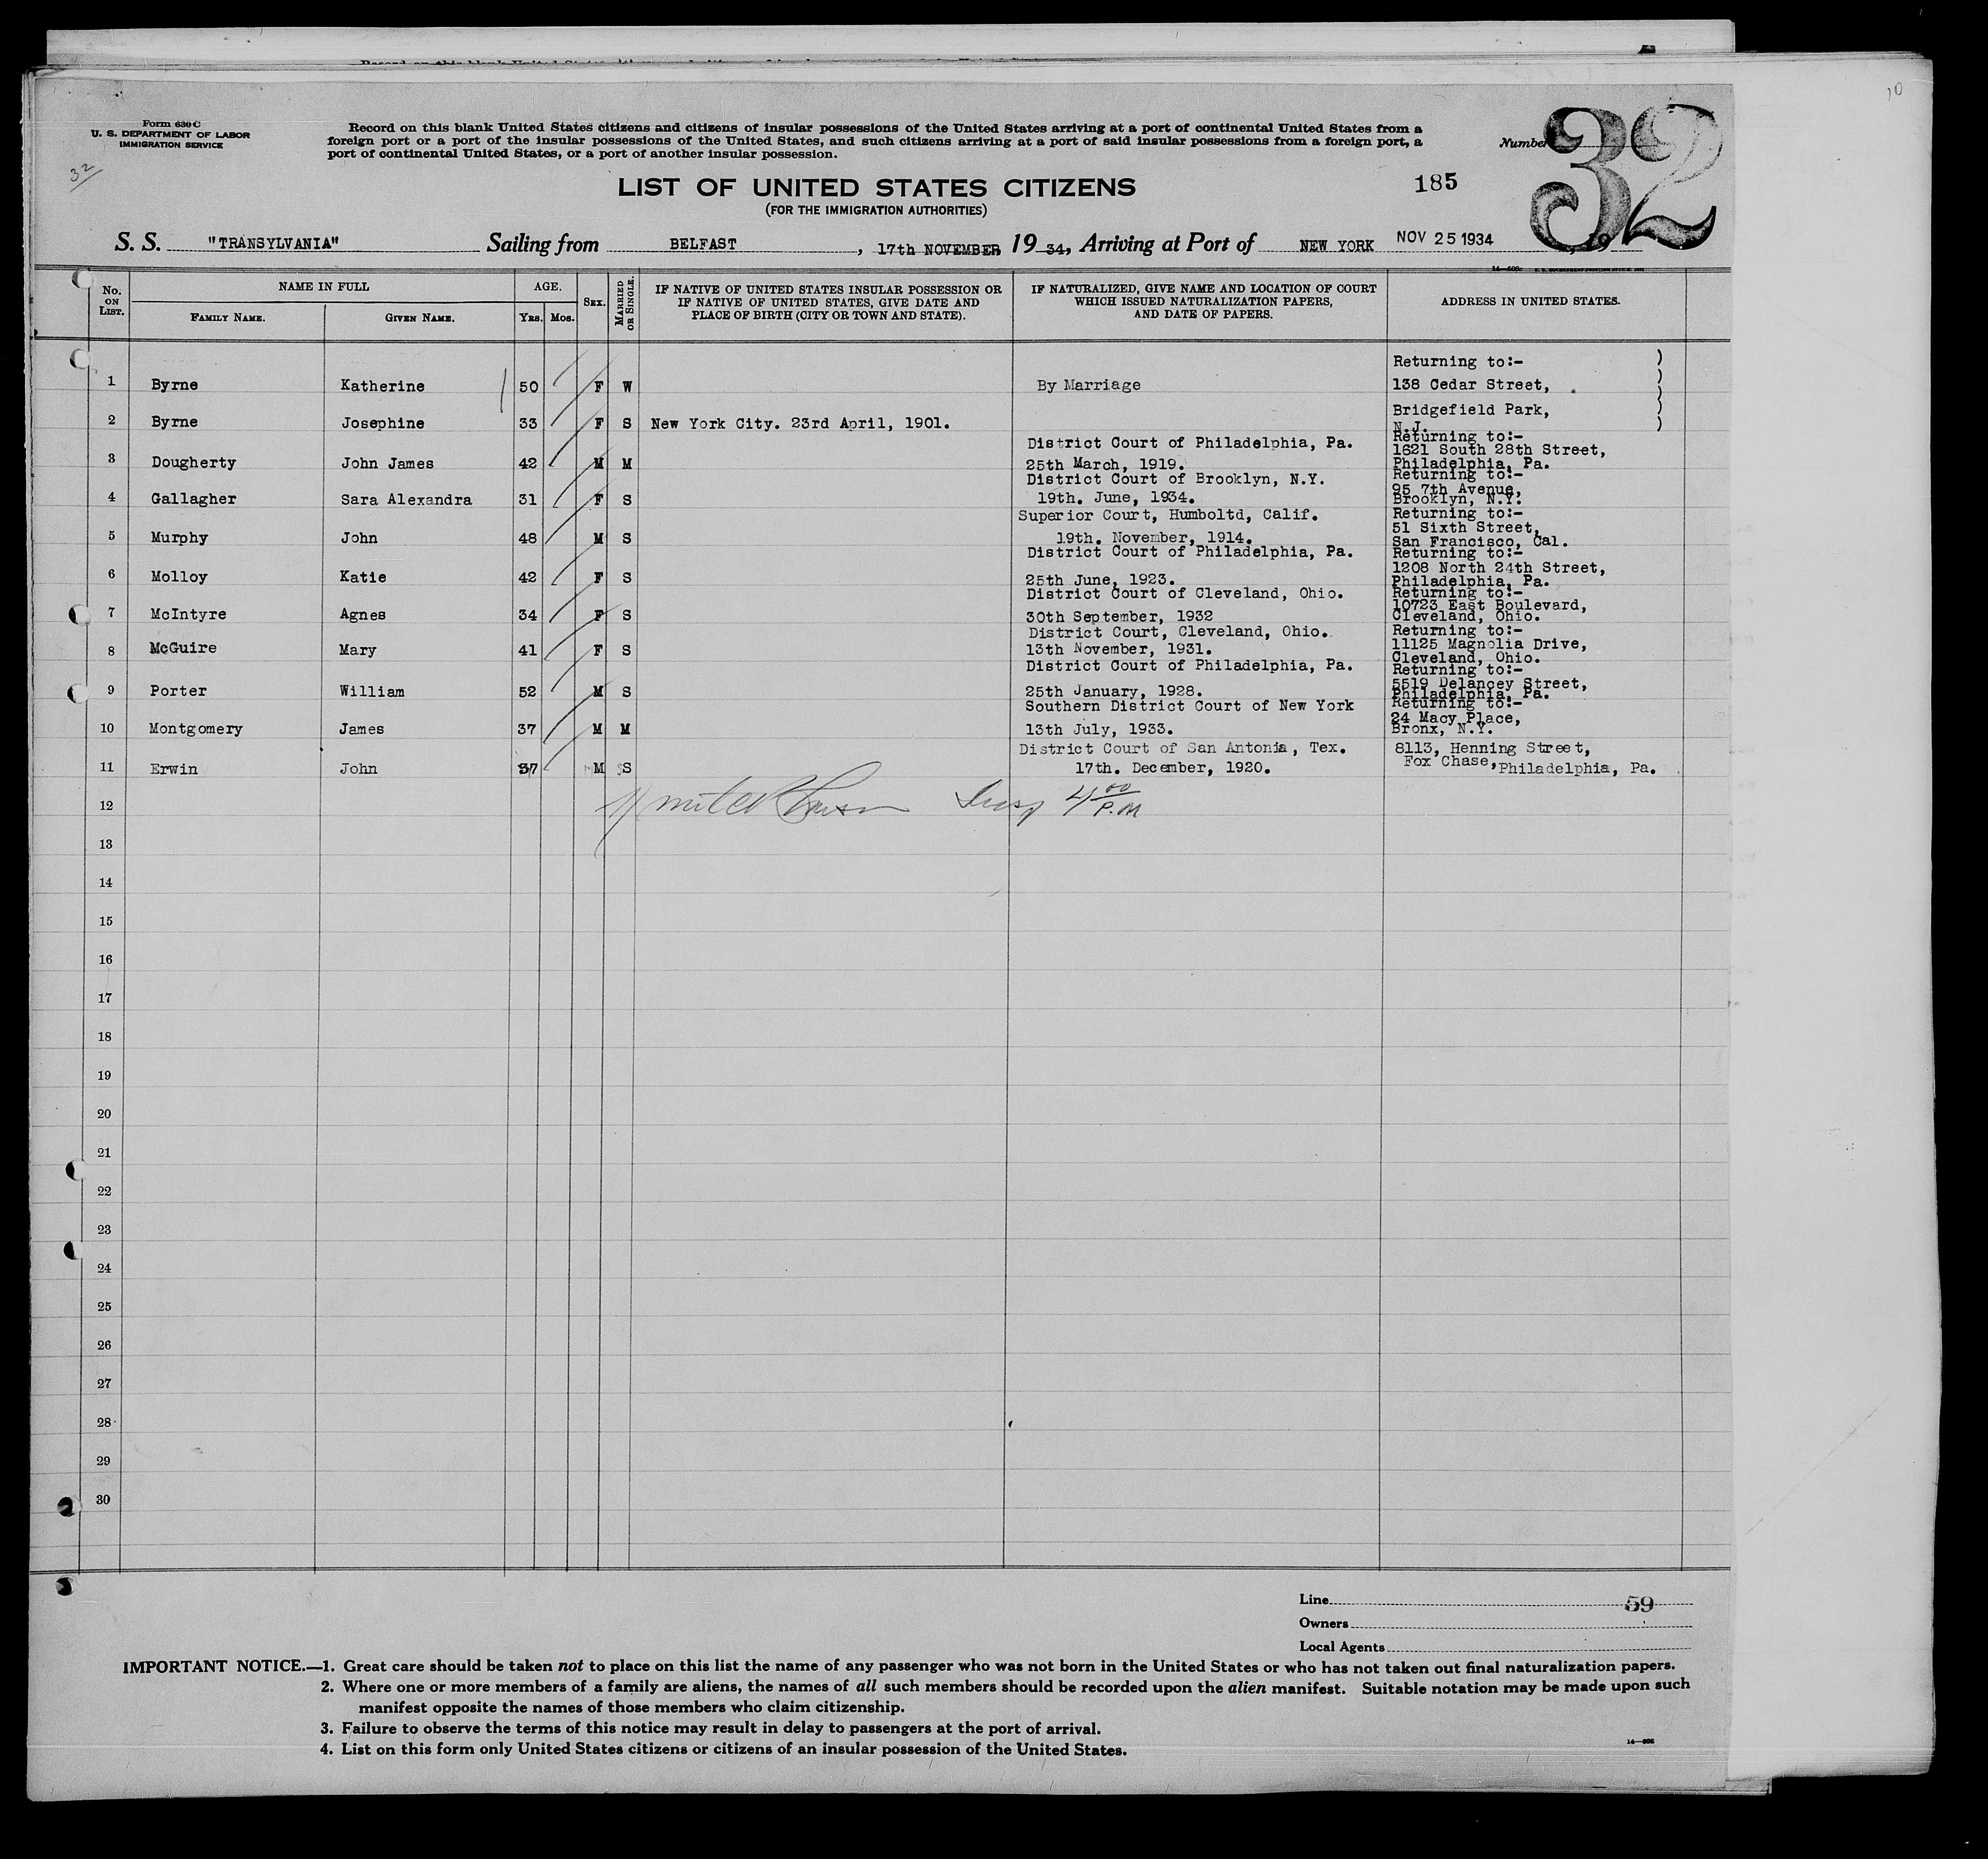 Form 630 C
U. S. DEPARTMENT OF LABOR
IMMIGRATION SERVICE
32
Record on this blank United States citizens and citizens of insular possessions of the United States arriving at a port of continental United States from a
foreign port or a port of the insular possessions of the United States, and such citizens arriving at a port of said insular possessions from a foreign port, a
port of continental United States, or a port of another insular possession.
Number 32
10
LIST OF UNITED STATES CITIZENS
185
(FOR THE IMMIGRATION AUTHORITIES)
S. S. "TRANSYLVANIA" Sailing from BELFAST, 17th NOVEMBER 19 34, Arriving at Port of NEW YORK NOV 25 1934, 19
No. ON LIST.
NAME IN FULL
FAMILY NAME. GIVEN NAME.
AGE.
YRS. MOS.
SEX.
MARRIED OR SINGLE.
IF NATIVE OF UNITED STATES INSULAR POSSESSION OR
IF NATIVE OF UNITED STATES, GIVE DATE AND
PLACE OF BIRTH (CITY OR TOWN AND STATE).
IF NATURALIZED, GIVE NAME AND LOCATION OF COURT
WHICH ISSUED NATURALIZATION PAPERS,
AND DATE OF PAPERS.
ADDRESS IN UNITED STATES.
Returning to:-
1 Byrne Katherine 50 F W By Marriage 138 Cedar Street,
Bridgefield Park,
2 Byrne Josephine 33 F S New York City. 23rd April, 1901. N.J.
District Court of Philadelphia, Pa. Returning to:-
1621 South 28th Street,
3 Dougherty John James 42 M M 25th March, 1919. Philadelphia, Pa.
District Court of Brooklyn, N.Y. Returning to:-
95 7th Avenue,
4 Gallagher Sara Alexandra 31 F S 19th. June, 1934. Brooklyn, N.Y.
Superior Court, Humboltd, Calif. Returning to:-
51 Sixth Street,
5 Murphy John 48 M S 19th. November, 1914. San Francisco, Cal.
District Court of Philadelphia, Pa. Returning to:-
1208 North 24th Street,
6 Molloy Katie 42 F S 25th June, 1923. Philadelphia, Pa.
District Court of Cleveland, Ohio. Returning to:-
10723 East Boulevard,
7 McIntyre Agnes 34 F S 30th September, 1932 Cleveland, Ohio.
District Court, Cleveland, Ohio. Returning to:-
11125 Magnolia Drive,
8 McGuire Mary 41 F S 13th November, 1931. Cleveland, Ohio.
District Court of Philadelphia, Pa. Returning to:-
5519 Delancey Street,
9 Porter William 52 M S 25th January, 1928. Philadelphia, Pa.
Southern District Court of New York Returning to:-
24 Macy Place,
10 Montgomery James 37 M M 13th July, 1933. Bronx, N.Y.
District Court of San Antonia, Tex. 8113, Henning Street,
11 Erwin John 37 M S 17th. December, 1920. Fox Chase, Philadelphia, Pa.
12 Insp 4 00 P.M
13
14
15
16
17
18
19
20
21
22
23
24
25
26
27
28
29
30
Line 59
Owners
Local Agents
IMPORTANT NOTICE.—1. Great care should be taken not to place on this list the name of any passenger who was not born in the United States or who has not taken out final naturalization papers.
2. Where one or more members of a family are aliens, the names of all such members should be recorded upon the alien manifest. Suitable notation may be made upon such
manifest opposite the names of those members who claim citizenship.
3. Failure to observe the terms of this notice may result in delay to passengers at the port of arrival.
4. List on this form only United States citizens or citizens of an insular possession of the United States.